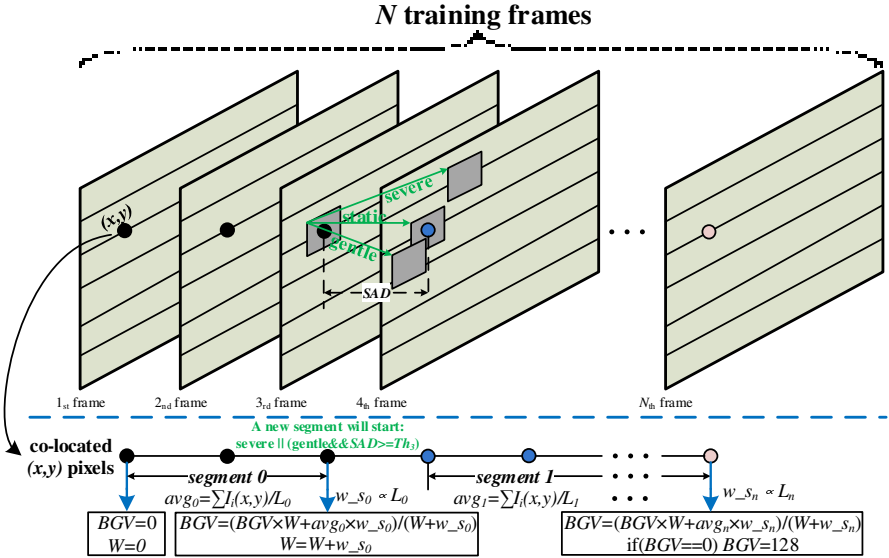 N training frames
(x,y)
severe
static
gentle
SAD
1st frame
2nd frame
3rd frame
4th frame
Nth frame
A new segment will start:
severe || (gentle&&SAD>=Th3)
co-located
(x,y) pixels
segment 0
segment 1
avg0=∑Ii(x,y)/L0
w_s0 ∝ L0
avg1=∑Ii(x,y)/L1
w_sn ∝ Ln
BGV=0
W=0
BGV=(BGV×W+avg0×w_s0)/(W+w_s0)
W=W+w_s0
BGV=(BGV×W+avgn×w_sn)/(W+w_sn)
if(BGV==0) BGV=128